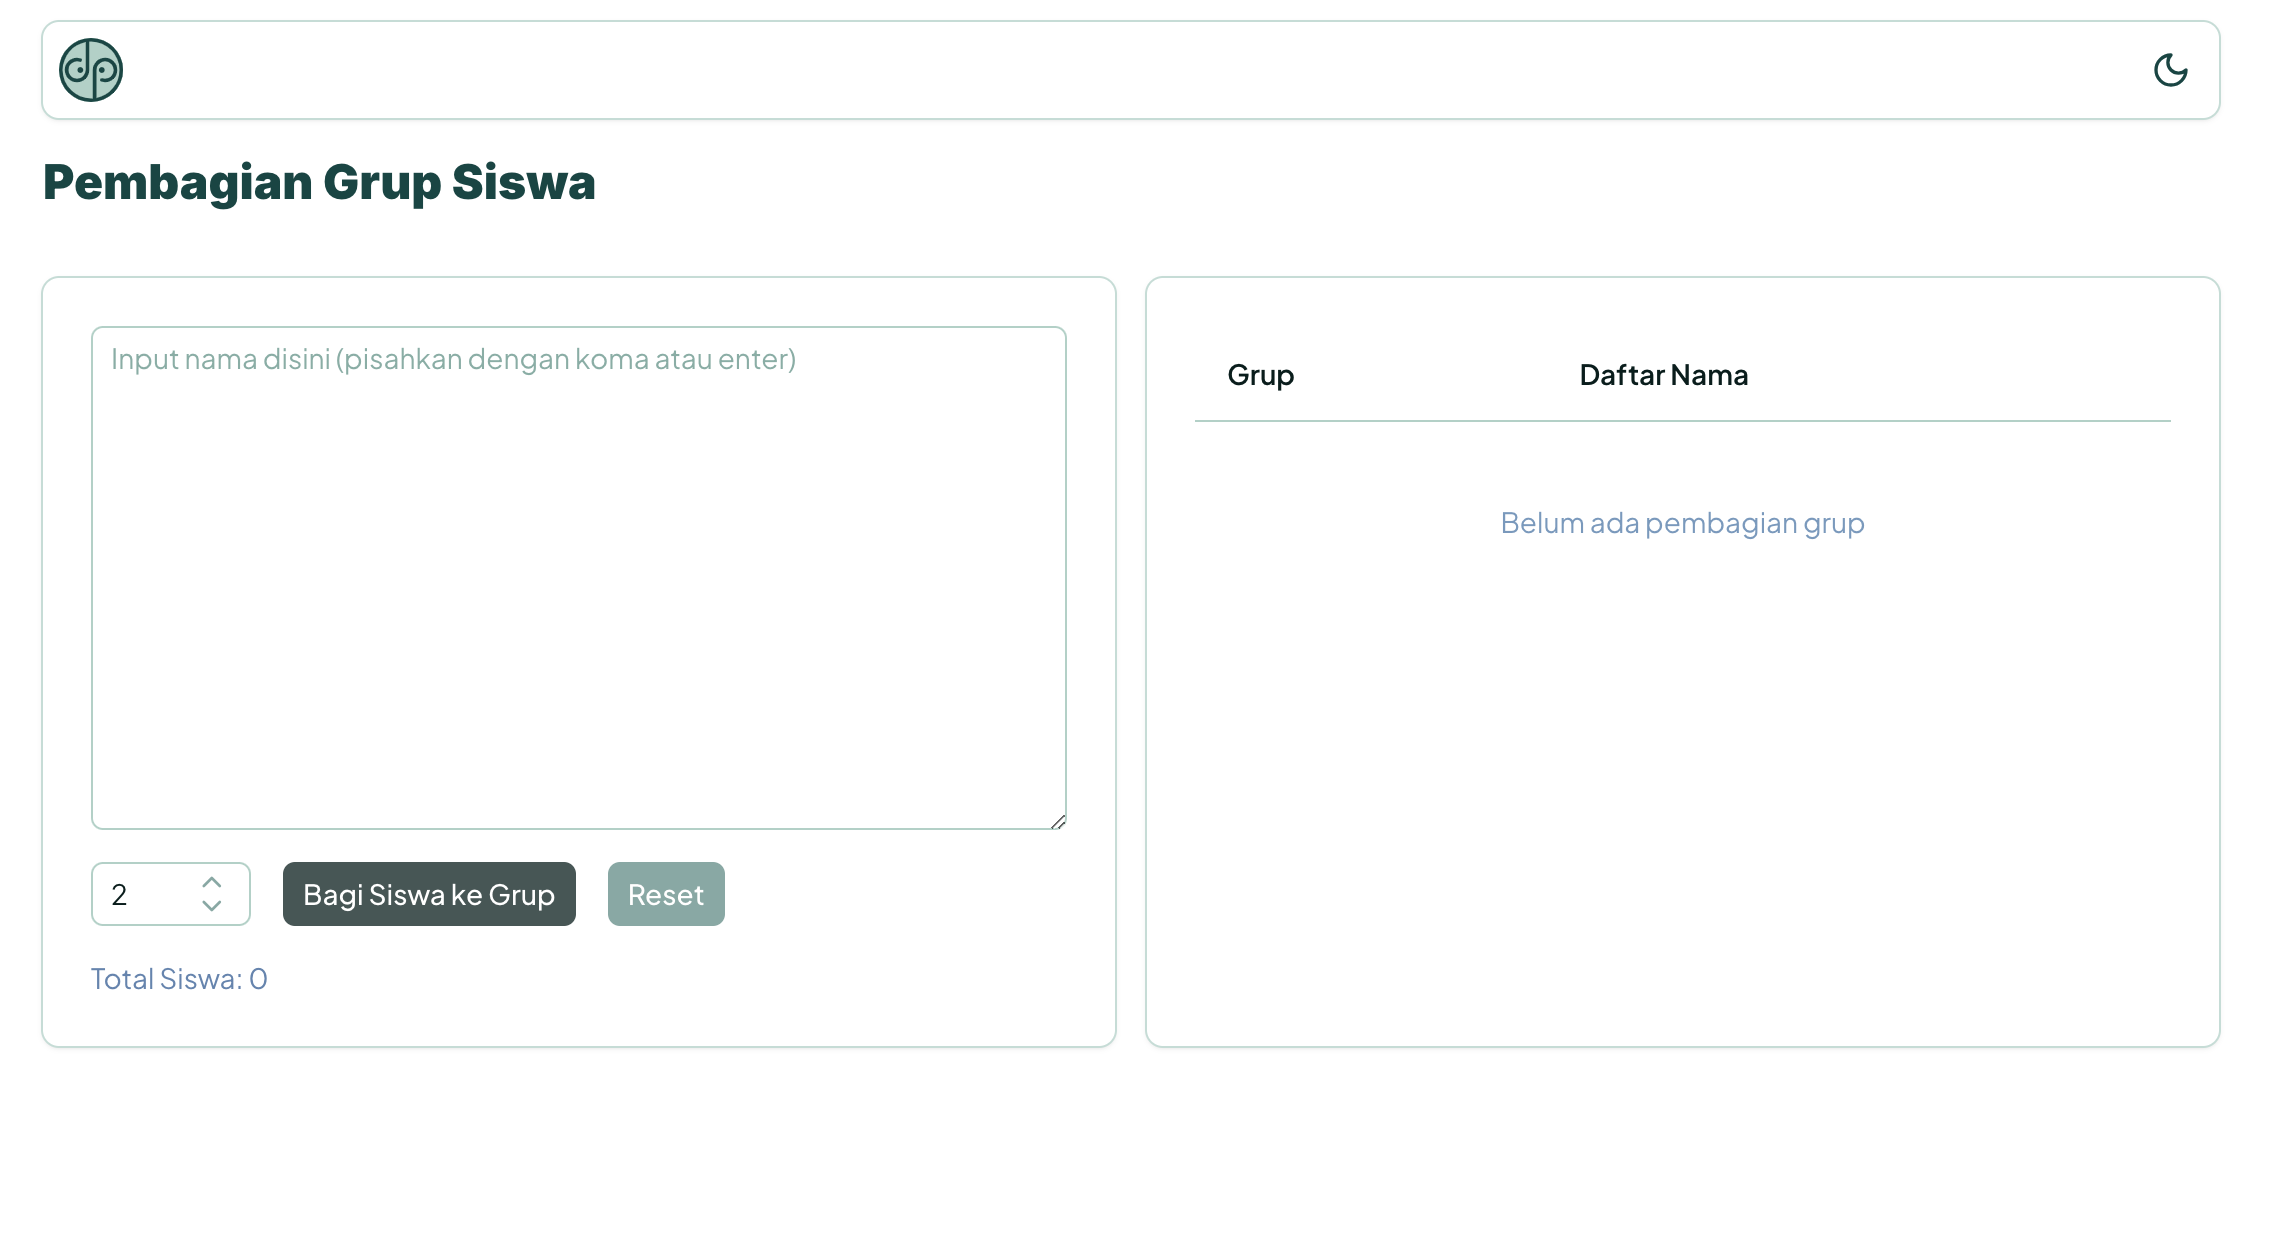 dp
Pembagian Grup Siswa
Input nama disini (pisahkan dengan koma atau enter)
2
Bagi Siswa ke Grup
Reset
Total Siswa: 0
Grup
Daftar Nama
Belum ada pembagian grup